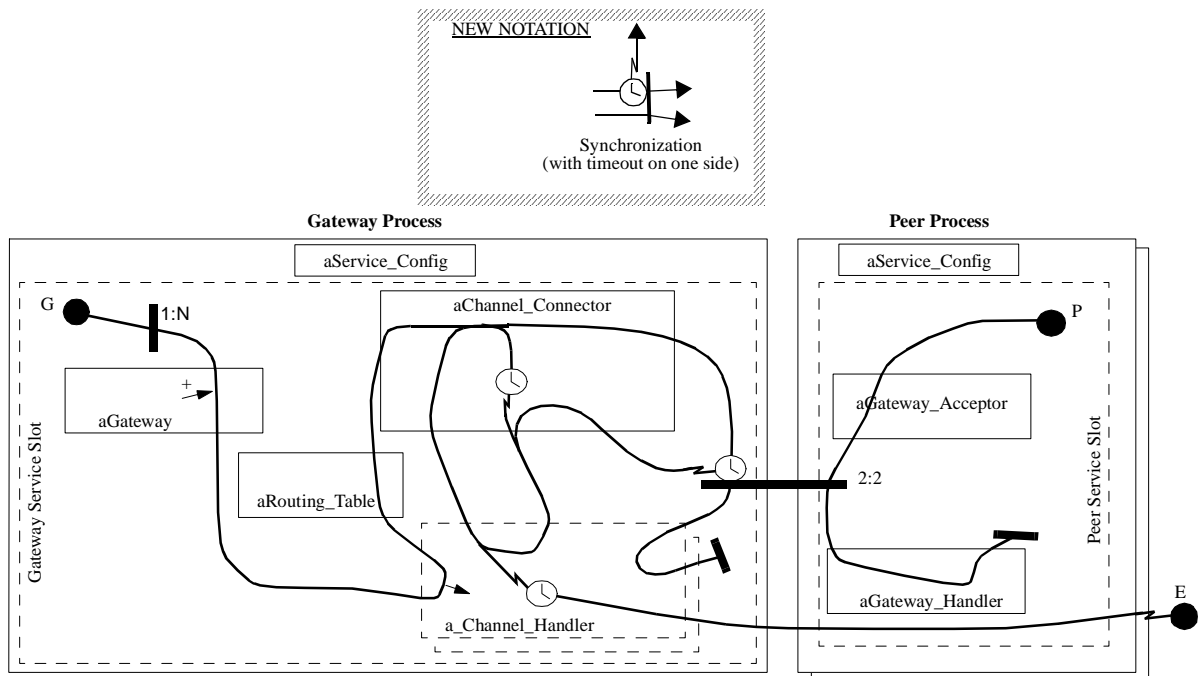 NEW NOTATION
Synchronization
(with timeout on one side)
Gateway Process
Peer Process
aService_Config
aService_Config
G
1:N
aChannel_Connector
P
+
aGateway
aGateway_Acceptor
aRouting_Table
2:2
Gateway Service Slot
Peer Service Slot
a_Channel_Handler
aGateway_Handler
E